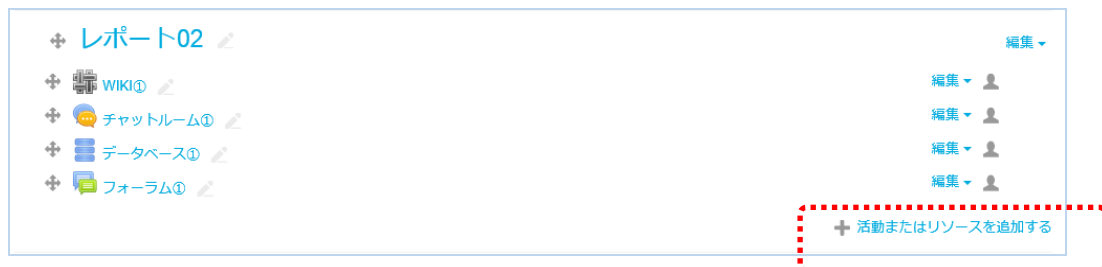 レポート02 編集
WIKI① 編集
チャットルーム① 編集
データベース① 編集
フォーラム① 編集
活動またはリソースを追加する